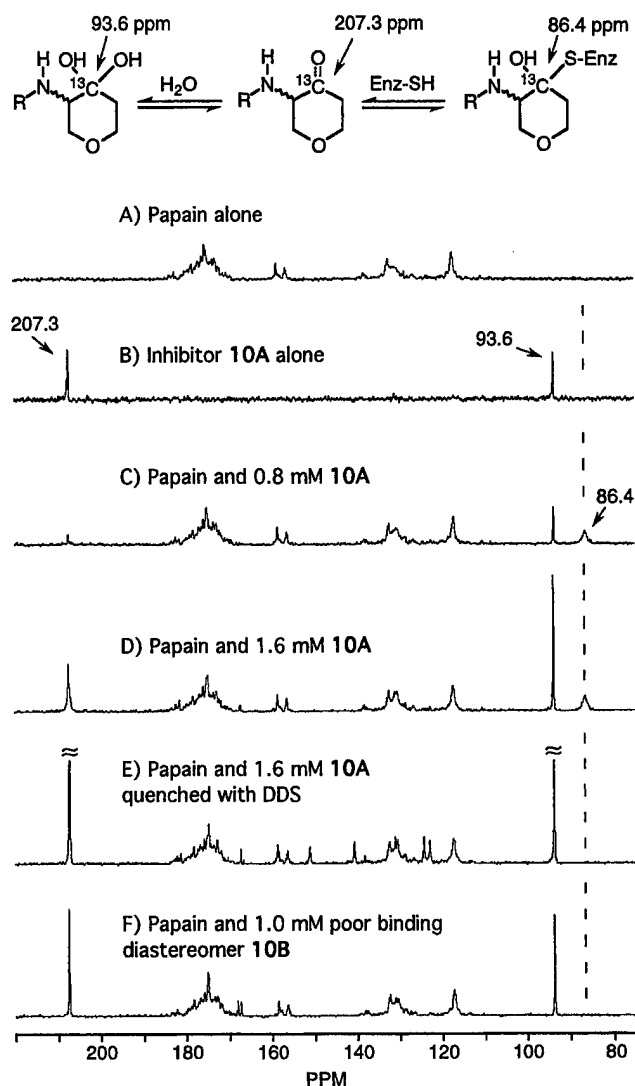 93.6 ppm
207.3 ppm
86.4 ppm
OH
OH
13C
H
N
R
O
H2O
O
13C
H
N
R
O
Enz-SH
OH
S-Enz
13C
H
N
R
O
A) Papain alone
207.3
B) Inhibitor 10A alone
93.6
C) Papain and 0.8 mM 10A
86.4
D) Papain and 1.6 mM 10A
≈
≈
E) Papain and 1.6 mM 10A
quenched with DDS
F) Papain and 1.0 mM poor binding
diastereomer 10B
200 180 160 140 120 100 80
PPM